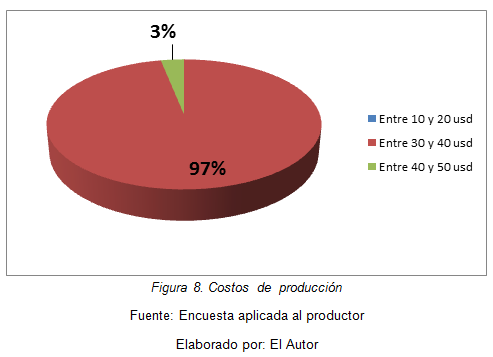 3%
97%
Entre 10 y 20 usd
Entre 30 y 40 usd
Entre 40 y 50 usd
Figura 8. Costos de producción
Fuente: Encuesta aplicada al productor
Elaborado por: El Autor